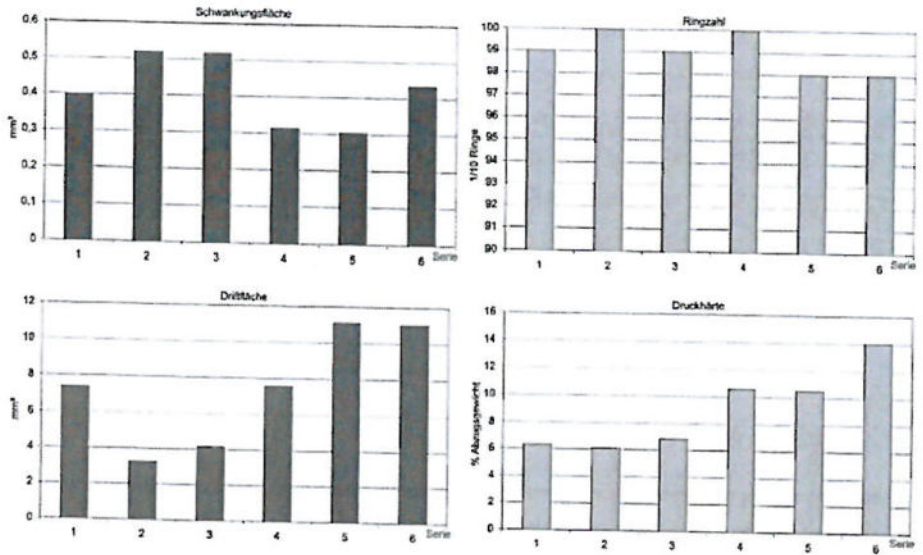 Schwankungsfläche
mm²
0,6
0,5
0,4
0,3
0,2
0,1
0
1 2 3 4 5 6 Serie
Ringzahl
1/10 Ringe
100
99
98
97
96
95
94
93
92
91
90
1 2 3 4 5 6 Serie
Driftfläche
mm²
12
10
8
6
4
2
0
1 2 3 4 5 6 Serie
Druckhärte
% Abzugsgewicht
16
14
12
10
8
6
4
2
0
1 2 3 4 5 6 Serie